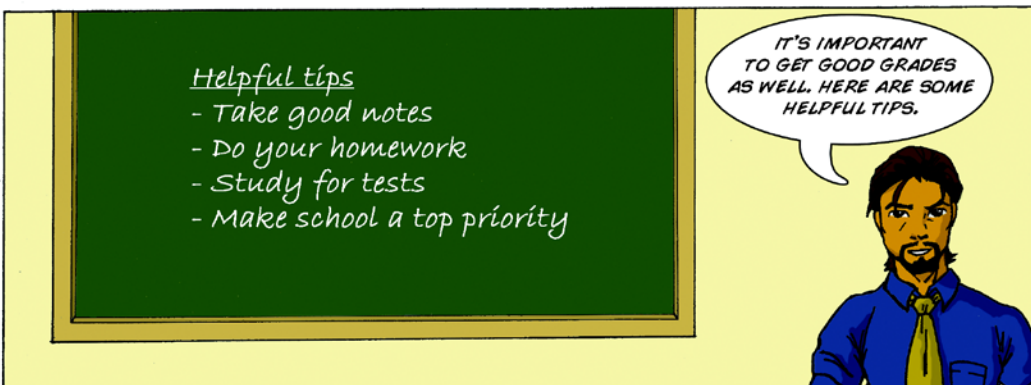 Helpful tips
- Take good notes
- Do your homework
- Study for tests
- Make school a top priority
IT'S IMPORTANT
TO GET GOOD GRADES
AS WELL. HERE ARE SOME
HELPFUL TIPS.